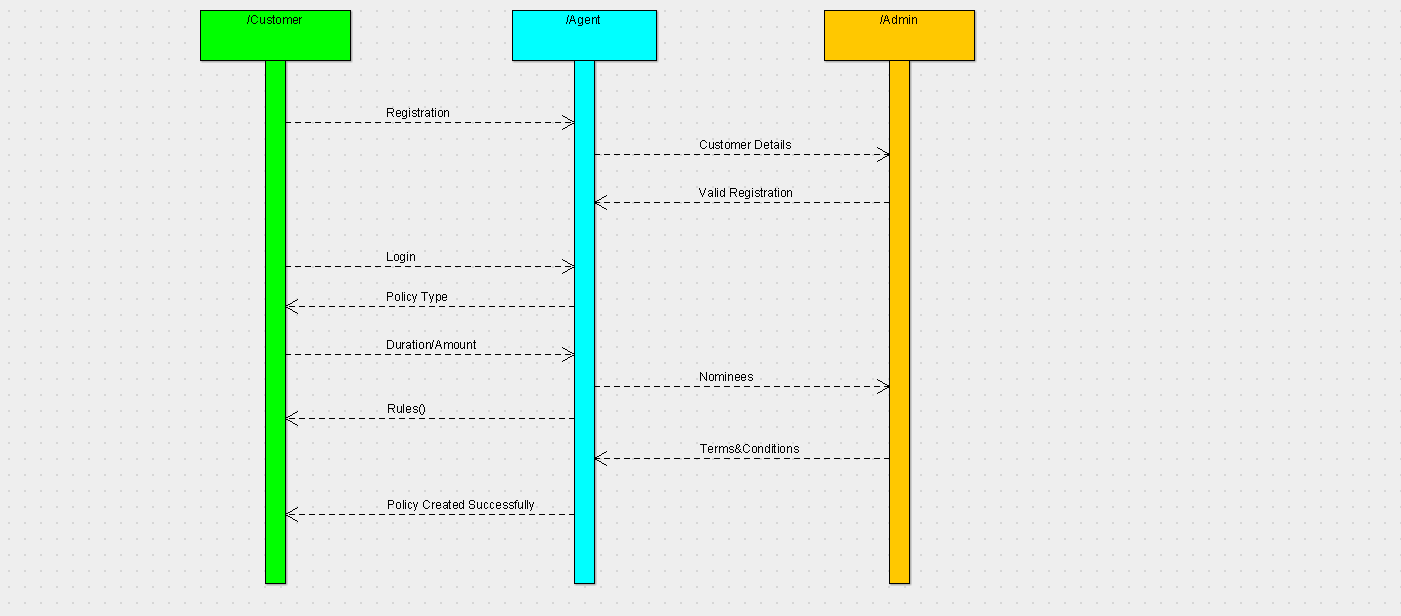 /Customer
/Agent
/Admin
Registration
Customer Details
Valid Registration
Login
Policy Type
Duration/Amount
Nominees
Rules()
Terms&Conditions
Policy Created Successfully